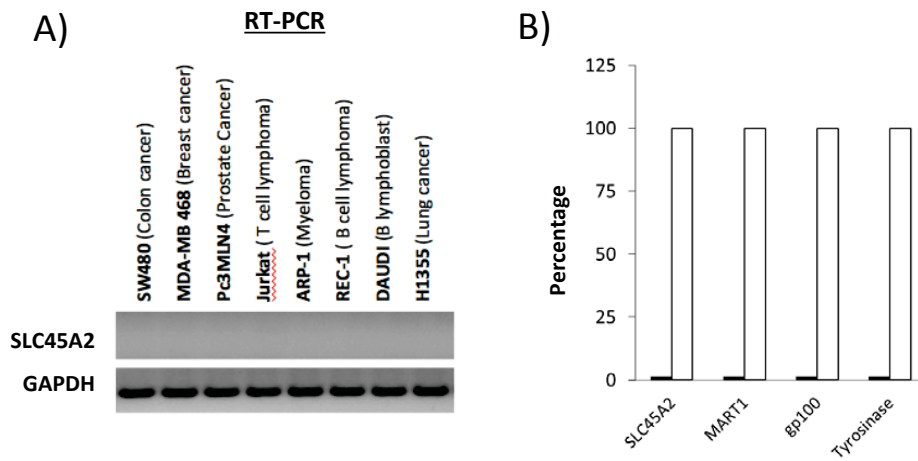 A)
RT-PCR
SW480 (Colon cancer)
MDA-MB 468 (Breast cancer)
Pc3MLN4 (Prostate Cancer)
Jurkat ( T cell lymphoma)
ARP-1 (Myeloma)
REC-1 ( B cell lymphoma)
DAUDI (B lymphoblast)
H1355 (Lung cancer)
SLC45A2
GAPDH
B)
Percentage
125
100
75
50
25
0
SLC45A2
MART1
gp100
Tyrosinase